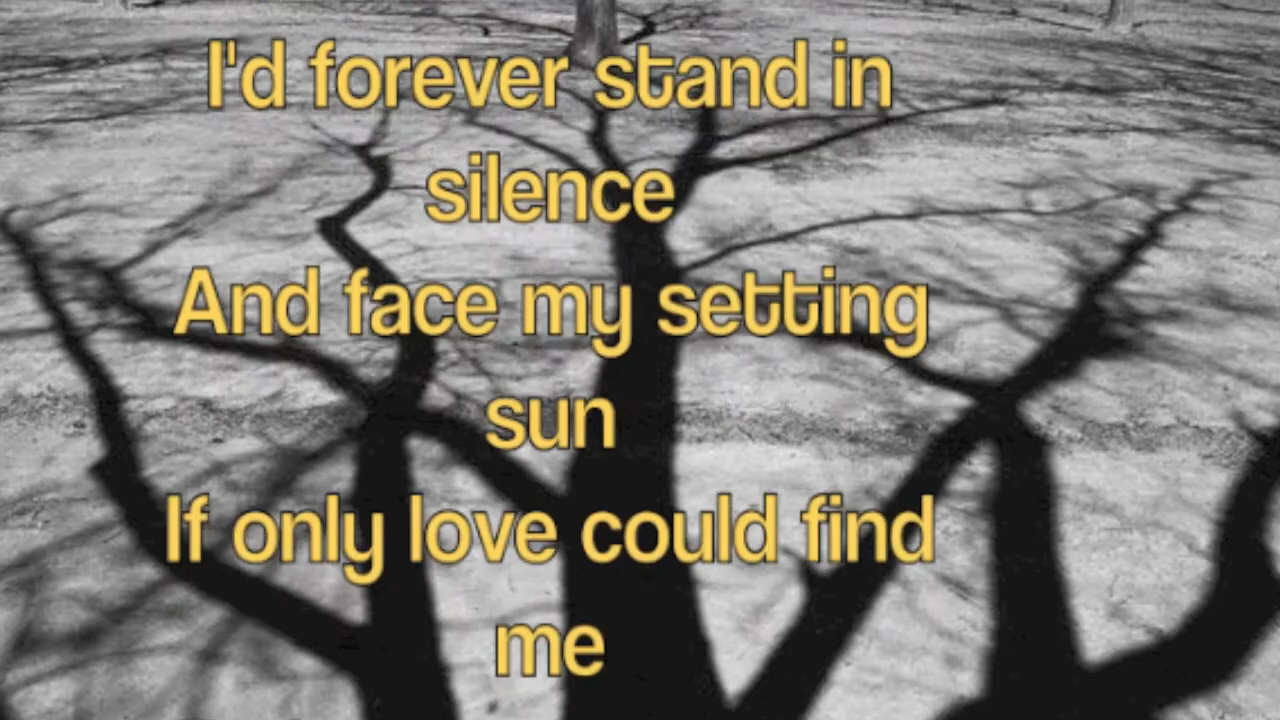 I'd forever stand in
silence
And face my setting
sun
If only love could find
me